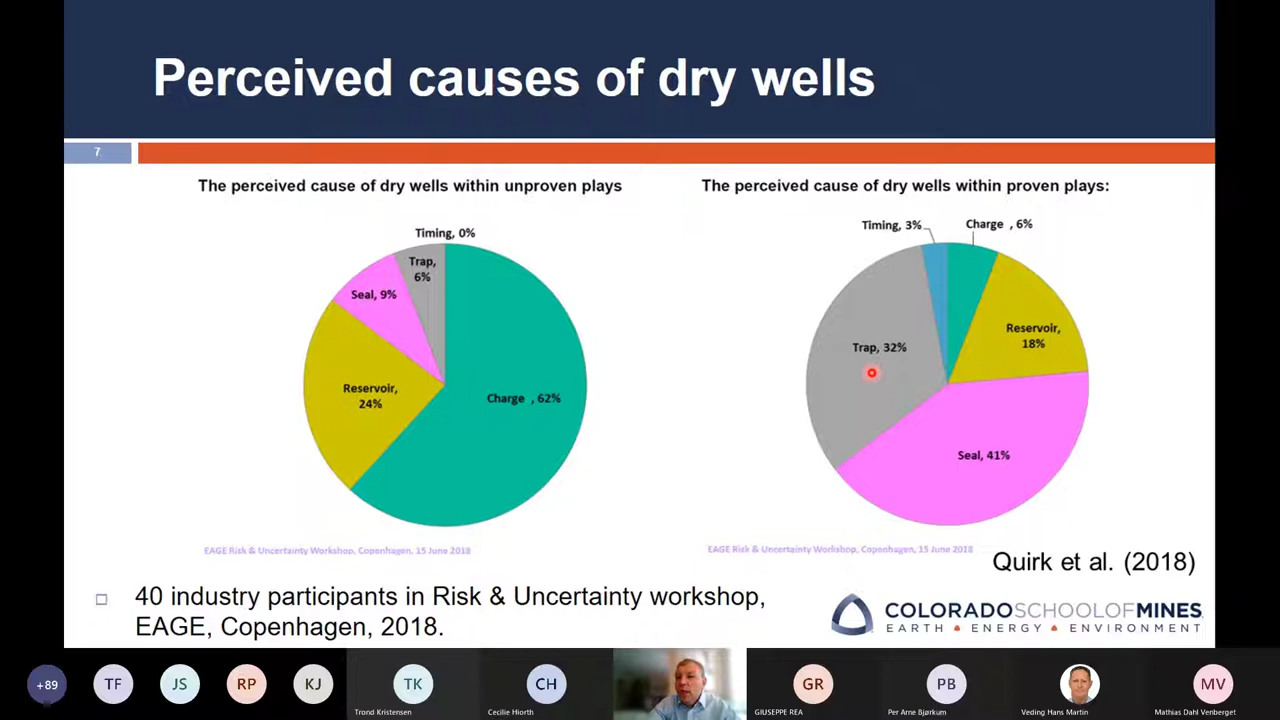 Perceived causes of dry wells
7
The perceived cause of dry wells within unproven plays
The perceived cause of dry wells within proven plays:
Timing, 0%
Trap,
6%
Seal, 9%
Reservoir,
24%
Charge , 62%
Timing, 3%
Charge , 6%
Reservoir,
18%
Trap, 32%
Seal, 41%
EAGE Risk & Uncertainty Workshop, Copenhagen, 15 June 2018
EAGE Risk & Uncertainty Workshop, Copenhagen, 15 June 2018
Quirk et al. (2018)
40 industry participants in Risk & Uncertainty workshop,
EAGE, Copenhagen, 2018.
COLORADOSCHOOLOFMINES
EARTH ENERGY ENVIRONMENT
+89
TF
JS
RP
KJ
TK
Trond Kristensen
CH
Cecilie Hiorth
GR
GIUSEPPE REA
PB
Per Arne Bjørkum
Veding Hans Martin
MV
Mathias Dahl Venberget